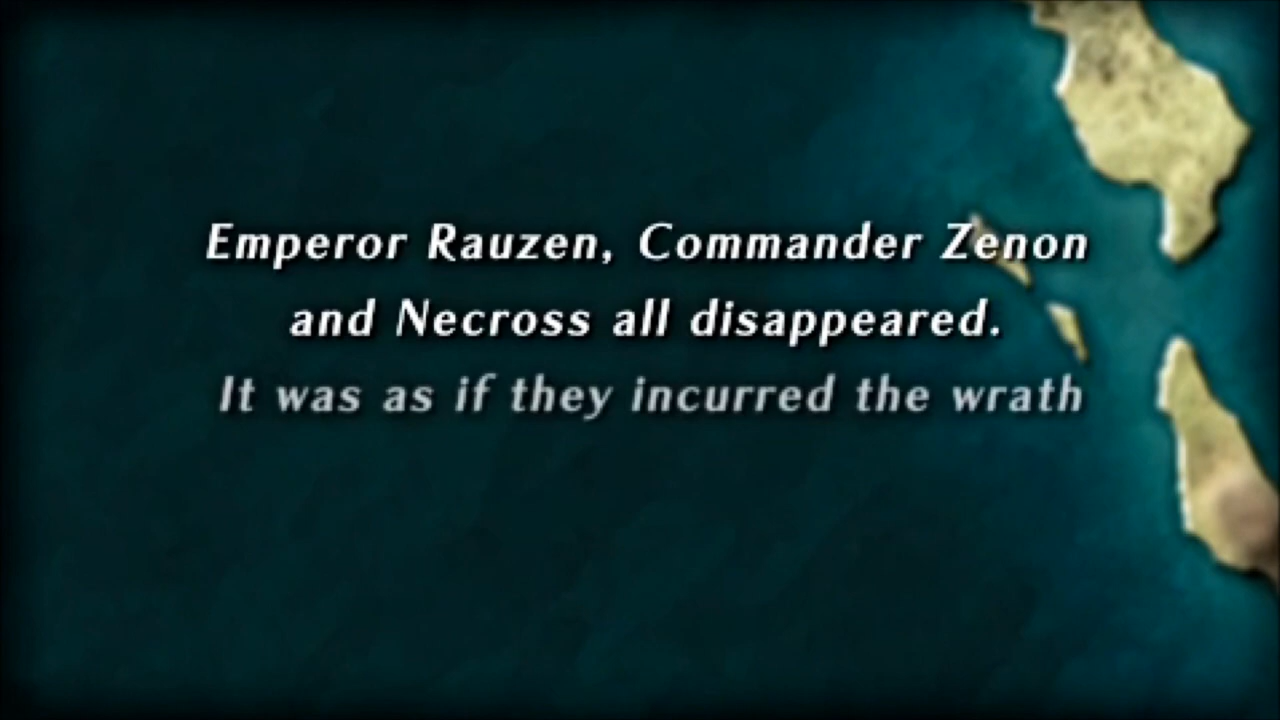 Emperor Rauzen, Commander Zenon
and Necross all disappeared.
It was as if they incurred the wrath